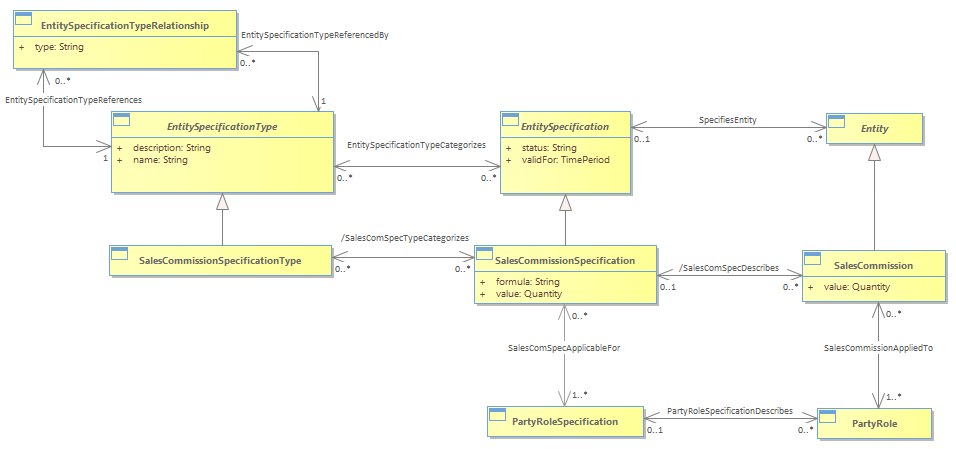 EntitySpecificationTypeRelationship
+ type: String
EntitySpecificationTypeReferencedBy
0..*
0..*
EntitySpecificationTypeReferences
1
1
EntitySpecificationType
+ description: String
+ name: String
EntitySpecificationTypeCategorizes
0..*
0..*
EntitySpecification
+ status: String
+ validFor: TimePeriod
SpecifiesEntity
0..1
0..*
Entity
SalesCommissionSpecificationType
/SalesComSpecTypeCategorizes
0..*
0..*
SalesCommissionSpecification
+ formula: String
+ value: Quantity
/SalesComSpecDescribes
0..1
0..*
SalesCommission
+ value: Quantity
0..*
0..*
SalesComSpecApplicableFor
SalesCommissionAppliedTo
1..*
1..*
PartyRoleSpecification
PartyRoleSpecificationDescribes
0..1
0..*
PartyRole